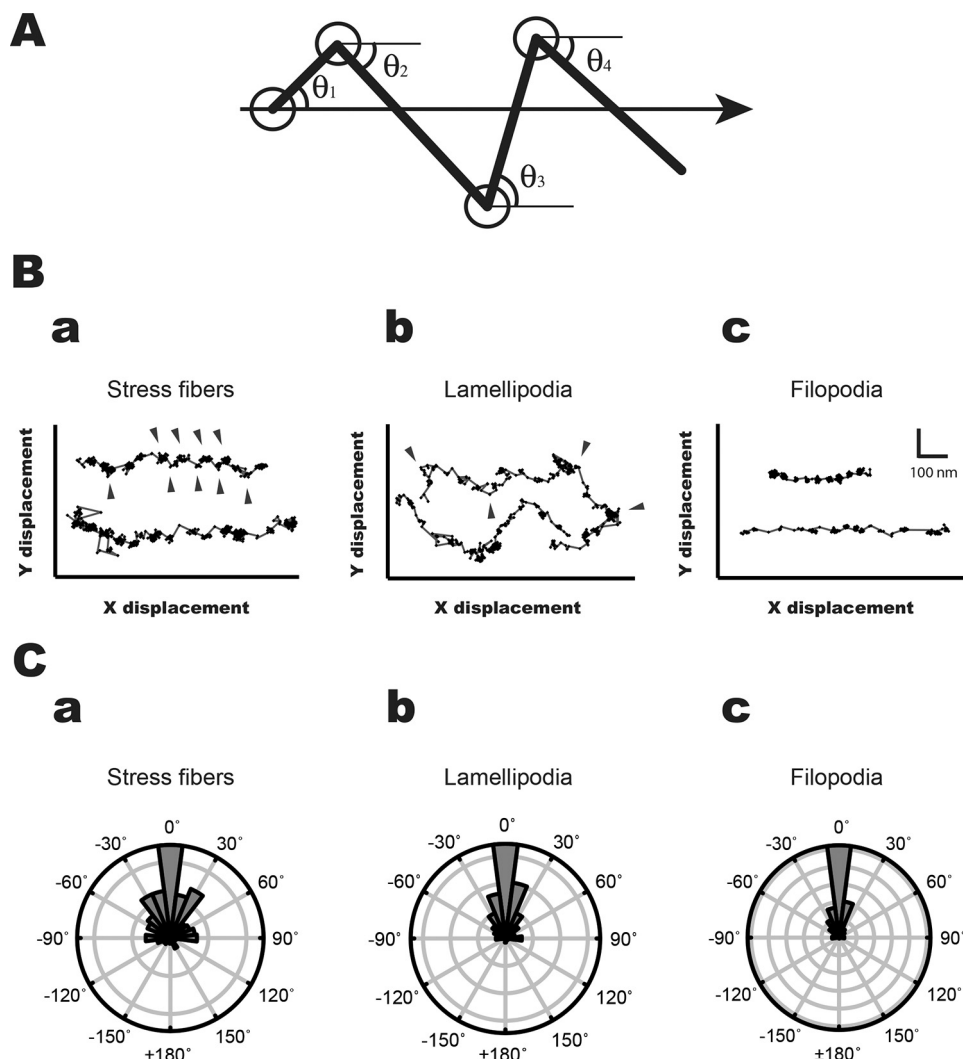 A
θ1
θ2
θ3
θ4
B
a
b
c
Stress fibers
Lamellipodia
Filopodia
Y displacement
X displacement
Y displacement
X displacement
Y displacement
X displacement
100 nm
C
a
b
c
Stress fibers
Lamellipodia
Filopodia
0˚
-30˚
30˚
-60˚
60˚
-90˚
90˚
-120˚
120˚
-150˚
150˚
±180˚
0˚
-30˚
30˚
-60˚
60˚
-90˚
90˚
-120˚
120˚
-150˚
150˚
±180˚
0˚
-30˚
30˚
-60˚
60˚
-90˚
90˚
-120˚
120˚
-150˚
150˚
±180˚